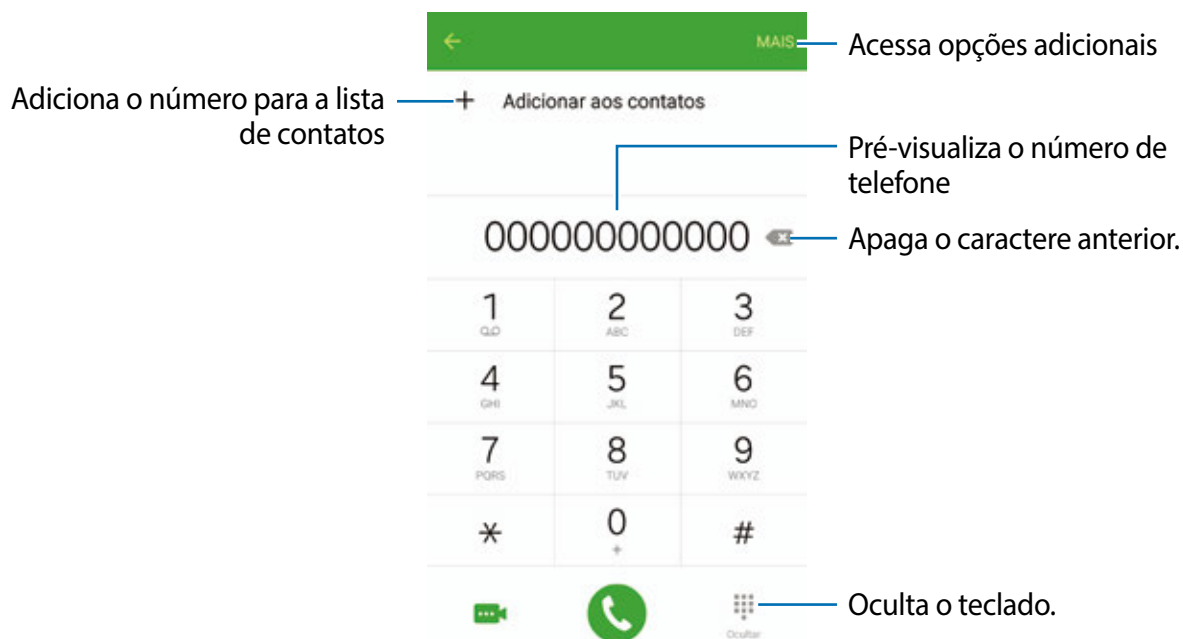 MAIS
Acessa opções adicionais
Adiciona o número para a lista
de contatos
Adicionar aos contatos
Pré-visualiza o número de
telefone
000000000000
Apaga o caractere anterior.
1 2 3
ABC DEF
4 5 6
GHI JKL MNO
7 8 9
PQRS TUV WXYZ
* 0 #
+
Oculta o teclado.
Ocultar